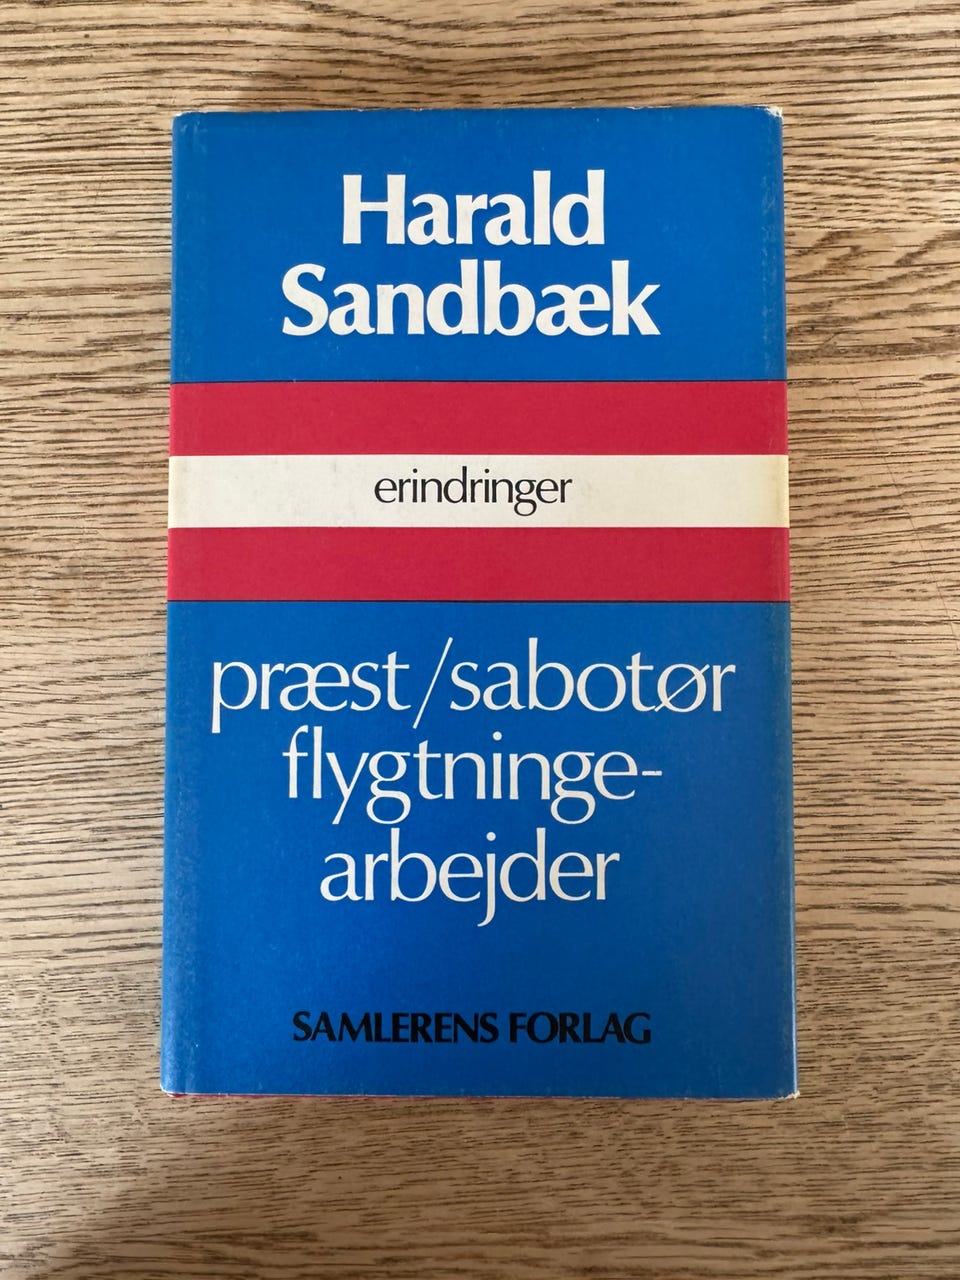 Harald
Sandbæk
erindringer
præst/sabotør
flygtninge-
arbejder
SAMLERENS FORLAG